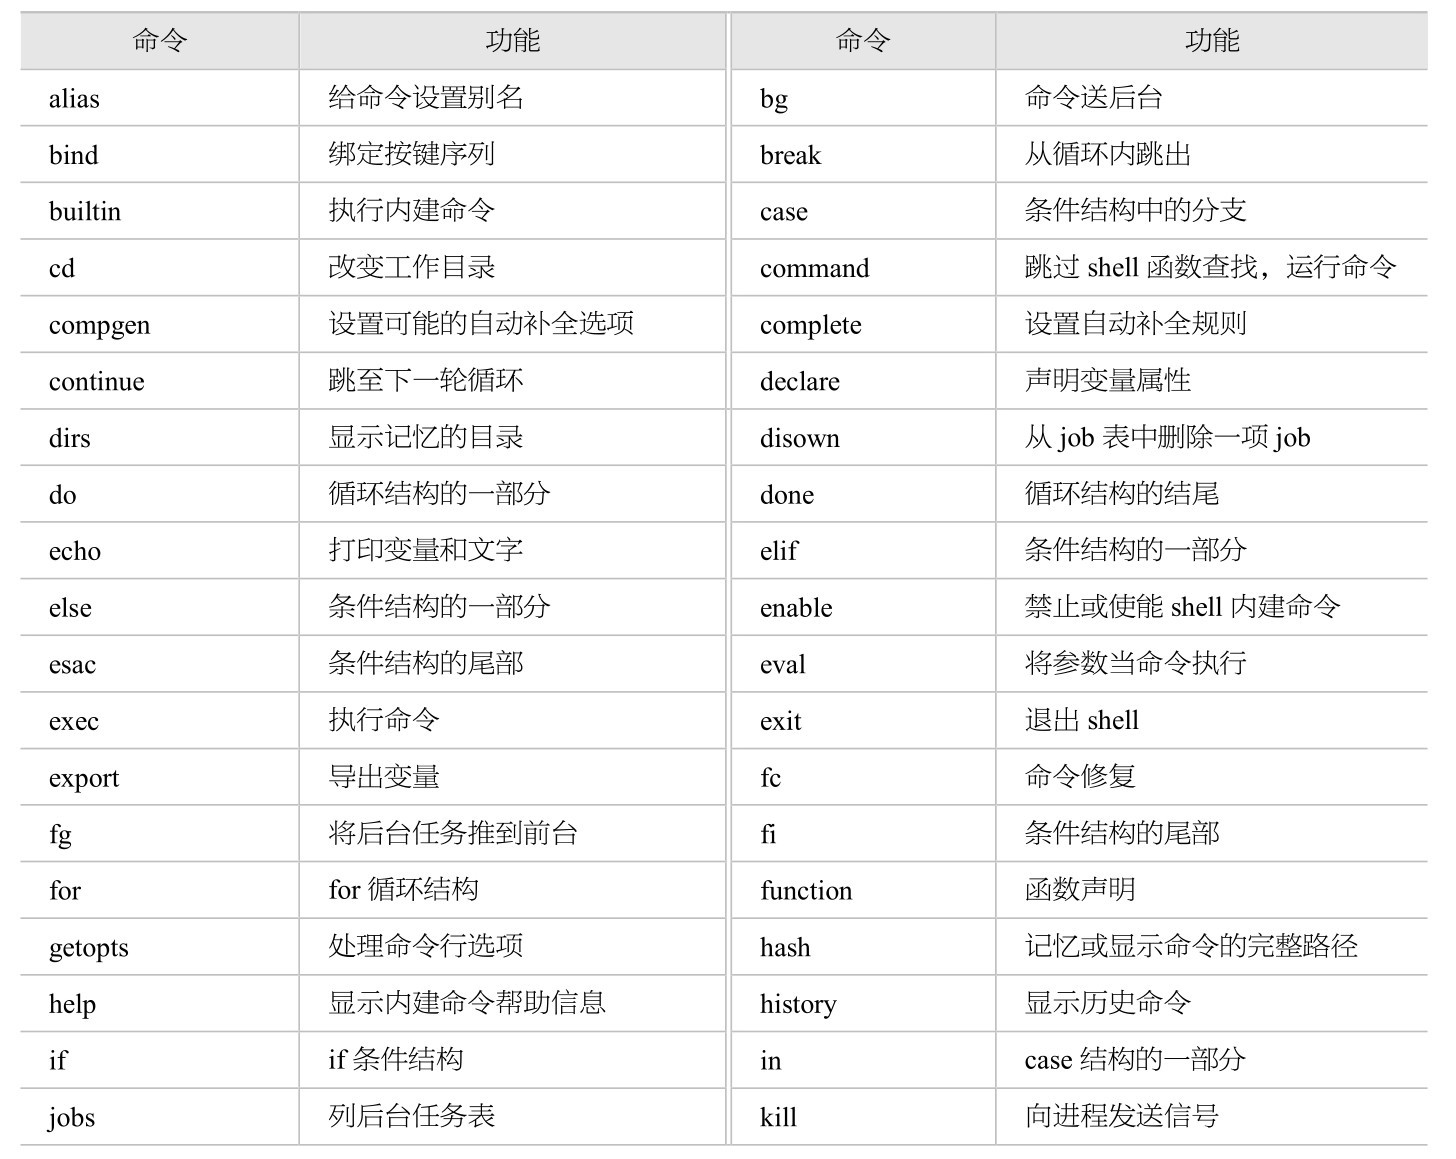 命令 功能 命令 功能
alias 给命令设置别名 bg 命令送后台
bind 绑定按键序列 break 从循环内跳出
builtin 执行内建命令 case 条件结构中的分支
cd 改变工作目录 command 跳过 shell 函数查找，运行命令
compgen 设置可能的自动补全选项 complete 设置自动补全规则
continue 跳至下一轮循环 declare 声明变量属性
dirs 显示记忆的目录 disown 从 job 表中删除一项 job
do 循环结构的一部分 done 循环结构的结尾
echo 打印变量和文字 elif 条件结构的一部分
else 条件结构的一部分 enable 禁止或使能 shell 内建命令
esac 条件结构的尾部 eval 将参数当命令执行
exec 执行命令 exit 退出 shell
export 导出变量 fc 命令修复
fg 将后台任务推到前台 fi 条件结构的尾部
for for 循环结构 function 函数声明
getopts 处理命令行选项 hash 记忆或显示命令的完整路径
help 显示内建命令帮助信息 history 显示历史命令
if if 条件结构 in case 结构的一部分
jobs 列后台任务表 kill 向进程发送信号